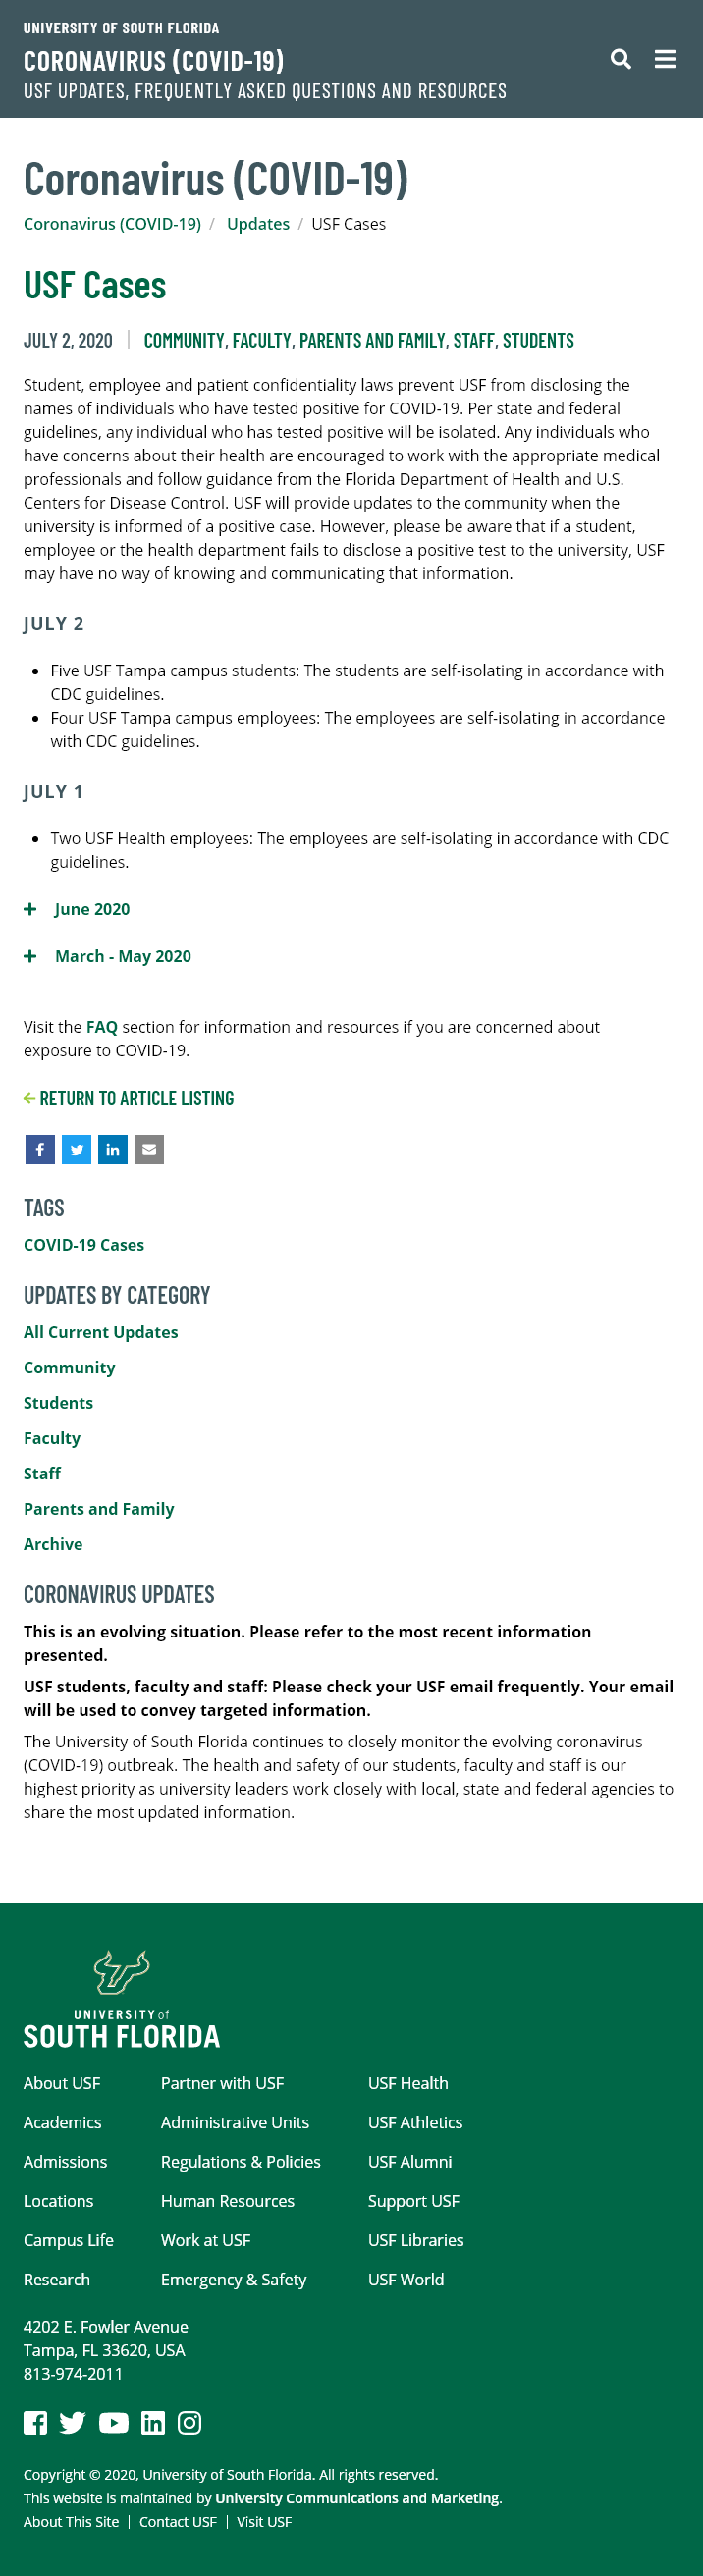 UNIVERSITY OF SOUTH FLORIDA
CORONAVIRUS (COVID-19)
USF UPDATES, FREQUENTLY ASKED QUESTIONS AND RESOURCES
Coronavirus (COVID-19)
Coronavirus (COVID-19) / Updates / USF Cases
USF Cases
JULY 2, 2020 | COMMUNITY, FACULTY, PARENTS AND FAMILY, STAFF, STUDENTS
Student, employee and patient confidentiality laws prevent USF from disclosing the
names of individuals who have tested positive for COVID-19. Per state and federal
guidelines, any individual who has tested positive will be isolated. Any individuals who
have concerns about their health are encouraged to work with the appropriate medical
professionals and follow guidance from the Florida Department of Health and U.S.
Centers for Disease Control. USF will provide updates to the community when the
university is informed of a positive case. However, please be aware that if a student,
employee or the health department fails to disclose a positive test to the university, USF
may have no way of knowing and communicating that information.
JULY 2
• Five USF Tampa campus students: The students are self-isolating in accordance with
CDC guidelines.
• Four USF Tampa campus employees: The employees are self-isolating in accordance
with CDC guidelines.
JULY 1
• Two USF Health employees: The employees are self-isolating in accordance with CDC
guidelines.
+ June 2020
+ March - May 2020
Visit the FAQ section for information and resources if you are concerned about
exposure to COVID-19.
RETURN TO ARTICLE LISTING
TAGS
COVID-19 Cases
UPDATES BY CATEGORY
All Current Updates
Community
Students
Faculty
Staff
Parents and Family
Archive
CORONAVIRUS UPDATES
This is an evolving situation. Please refer to the most recent information
presented.
USF students, faculty and staff: Please check your USF email frequently. Your email
will be used to convey targeted information.
The University of South Florida continues to closely monitor the evolving coronavirus
(COVID-19) outbreak. The health and safety of our students, faculty and staff is our
highest priority as university leaders work closely with local, state and federal agencies to
share the most updated information.
UNIVERSITY of
SOUTH FLORIDA
About USF Partner with USF USF Health
Academics Administrative Units USF Athletics
Admissions Regulations & Policies USF Alumni
Locations Human Resources Support USF
Campus Life Work at USF USF Libraries
Research Emergency & Safety USF World
4202 E. Fowler Avenue
Tampa, FL 33620, USA
813-974-2011
Copyright © 2020, University of South Florida. All rights reserved.
This website is maintained by University Communications and Marketing.
About This Site | Contact USF | Visit USF